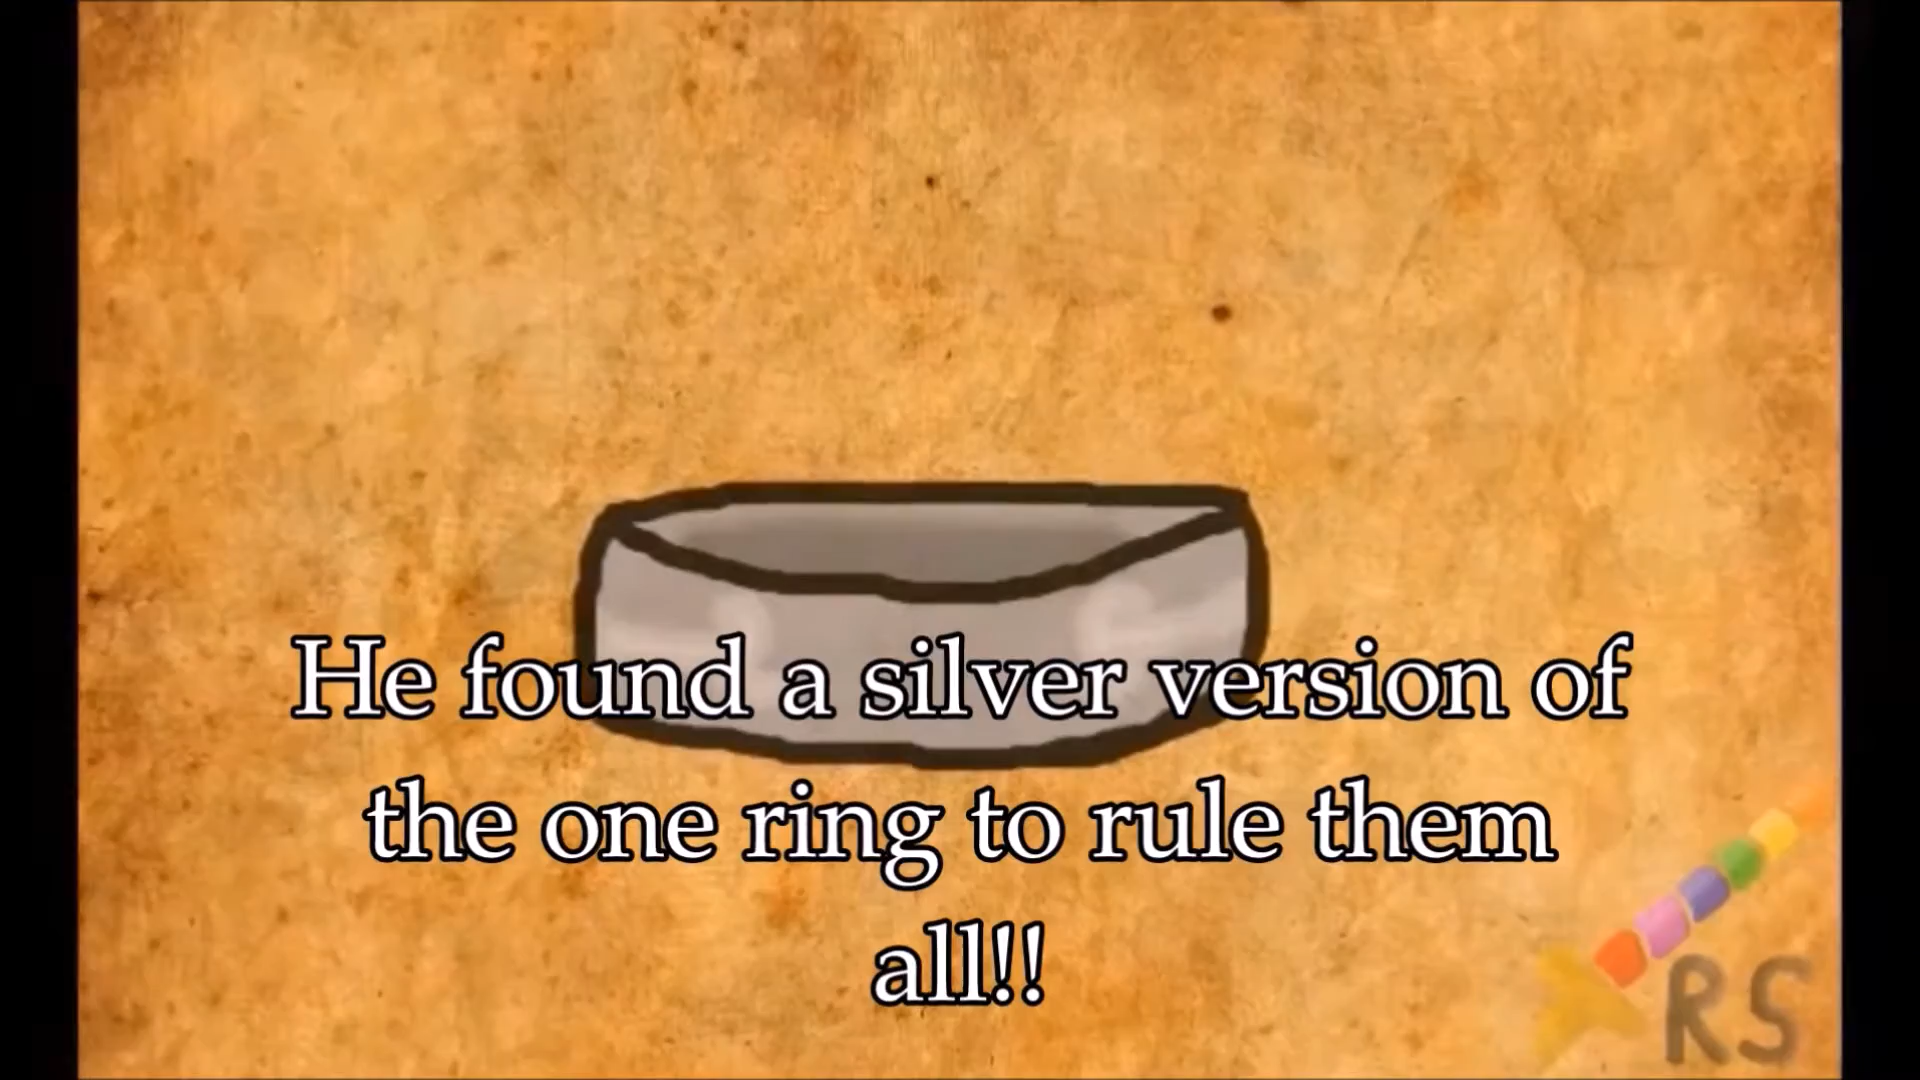 He found a silver version of
the one ring to rule them
all!!
RS